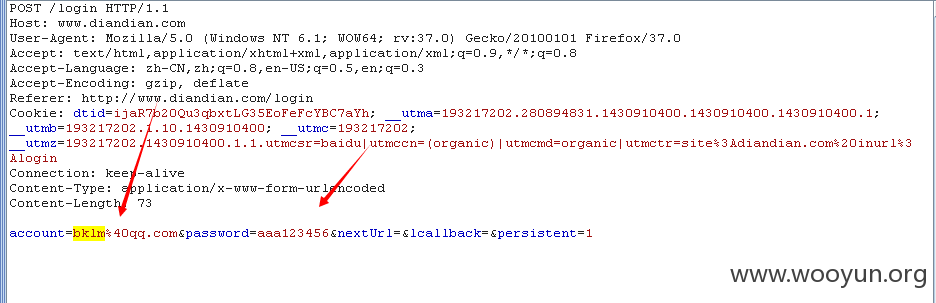 POST /login HTTP/1.1
Host: www.diandian.com
User-Agent: Mozilla/5.0 (Windows NT 6.1; WOW64; rv:37.0) Gecko/20100101 Firefox/37.0
Accept: text/html,application/xhtml+xml,application/xml;q=0.9,*/*;q=0.8
Accept-Language: zh-CN,zh;q=0.8,en-US;q=0.5,en;q=0.3
Accept-Encoding: gzip, deflate
Referer: http://www.diandian.com/login
Cookie: dtid=ijaR7b2OQu3qbxtLG35EoFeFcYBC7aYh; __utma=193217202.280894831.1430910400.1430910400.1430910400.1;
__utmb=193217202.1.10.1430910400; __utmc=193217202;
__utmz=193217202.1430910400.1.1.utmcsr=baidu|utmccn=(organic)|utmcmd=organic|utmctr=site%3Adiandian.com%20inurl%3
Alogin
Connection: keep-alive
Content-Type: application/x-www-form-urlencoded
Content-Length: 73
account=bklm%40qq.com&password=aaa123456&nextUrl=&lcallback=&persistent=1
www.wooyun.org